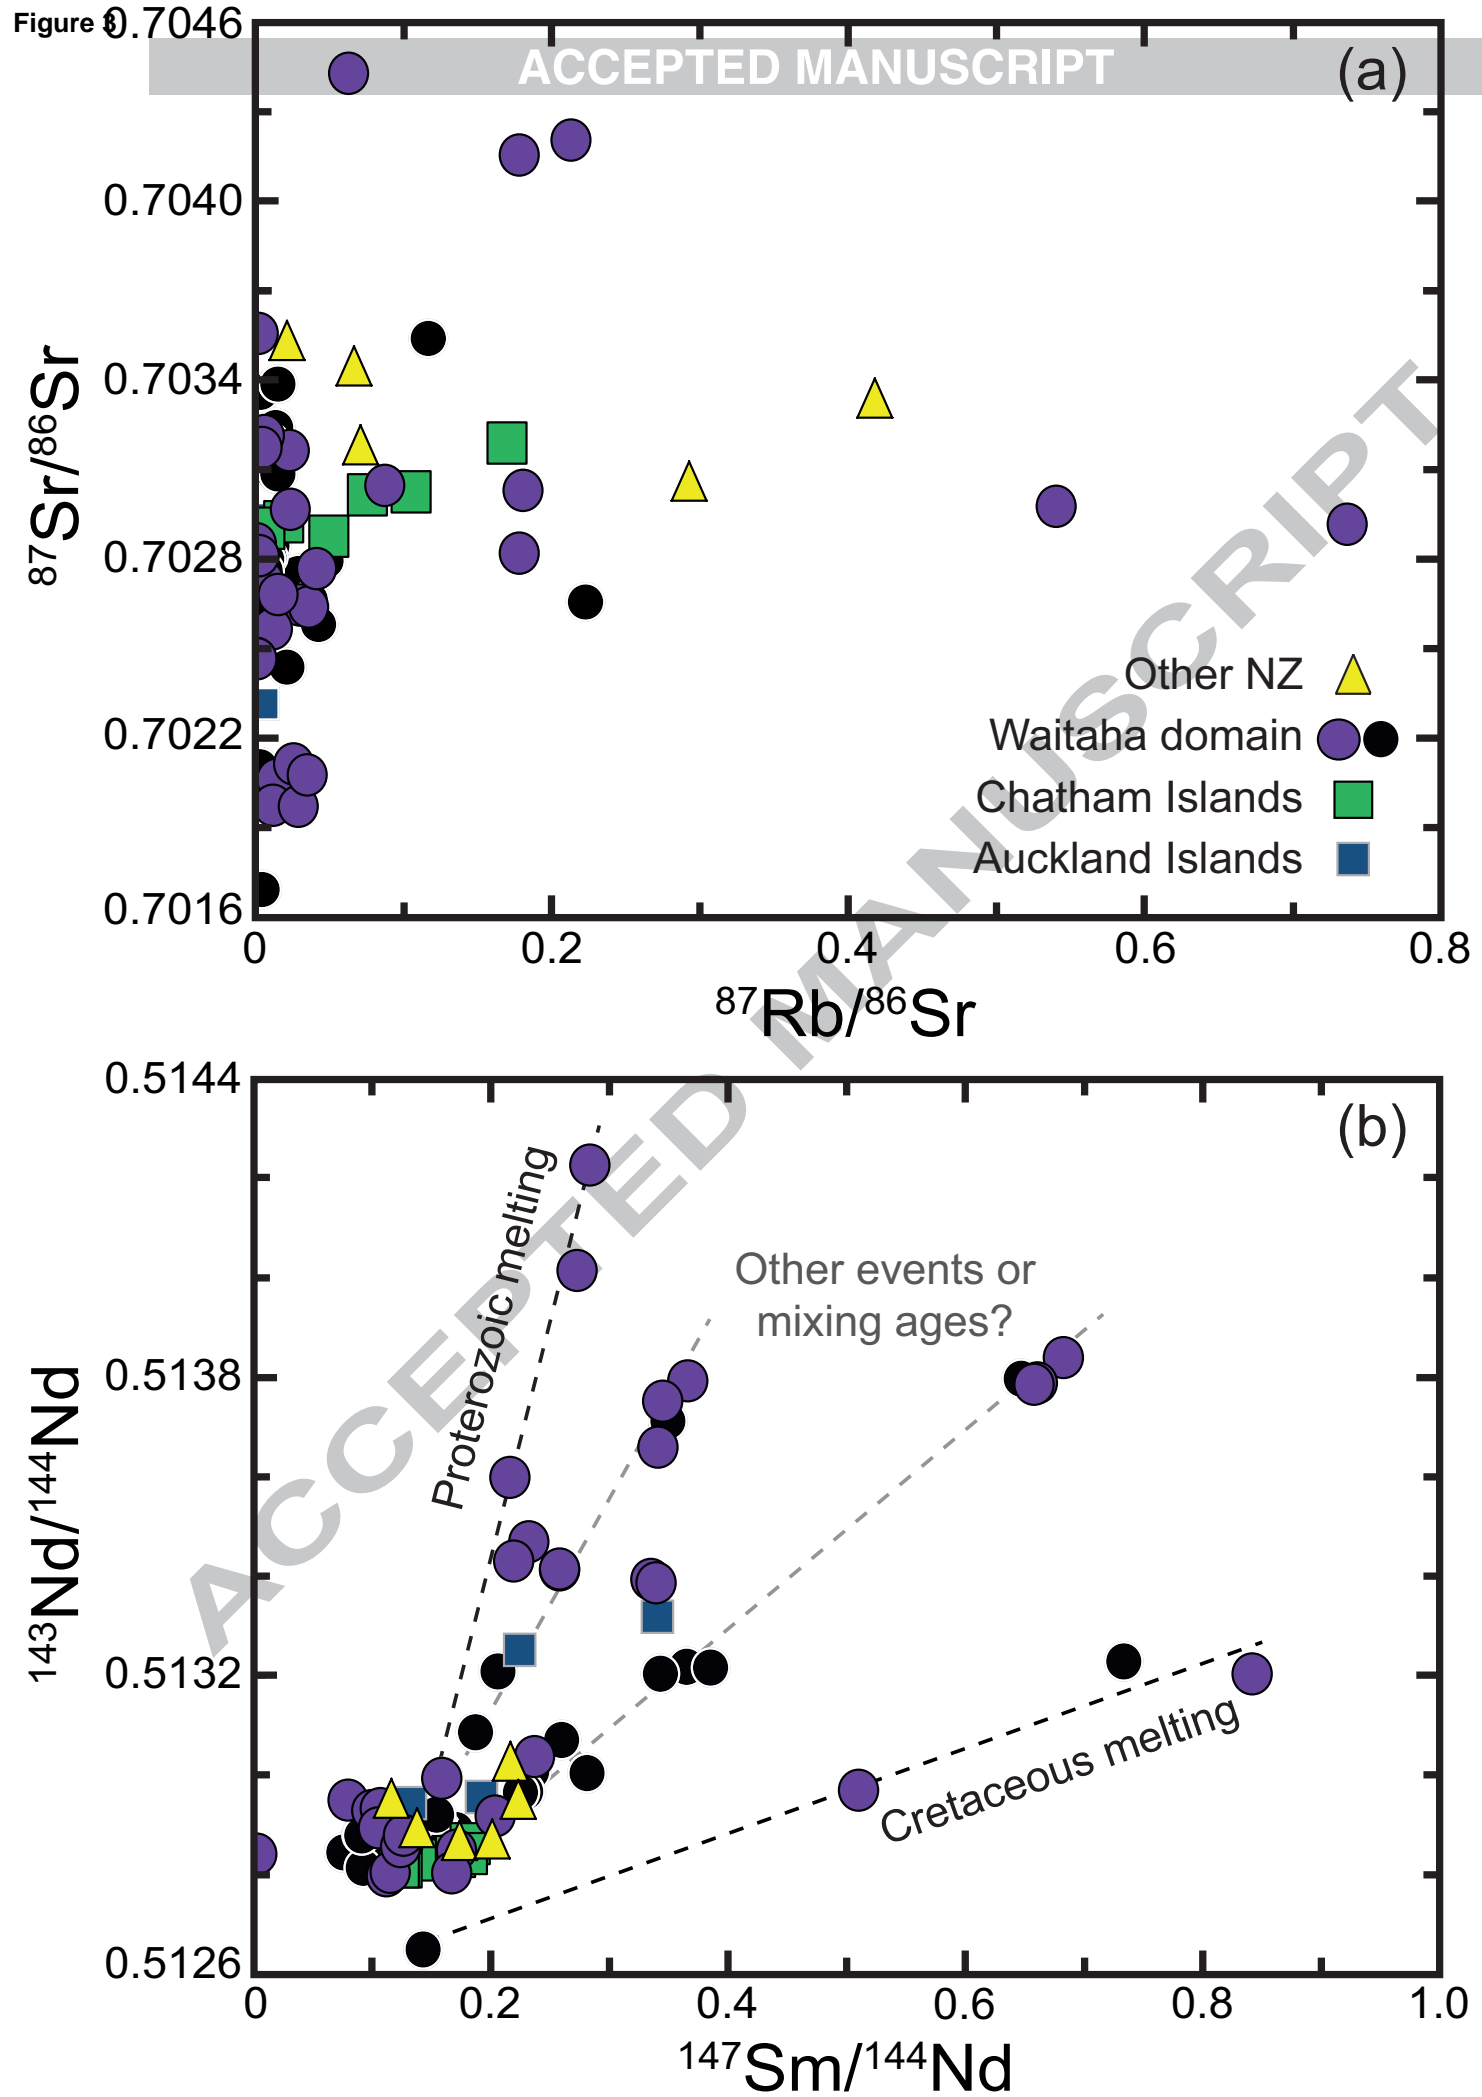 Figure 3
ACCEPTED MANUSCRIPT
(a)
0.7046
0.7040
0.7034
0.7028
0.7022
0.7016
⁸⁷Sr/⁸⁶Sr
Other NZ
Waitaha domain
Chatham Islands
Auckland Islands
0 0.2 0.4 0.6 0.8
⁸⁷Rb/⁸⁶Sr
ACCEPTED MANUSCRIPT
(b)
0.5144
0.5138
0.5132
0.5126
¹⁴³Nd/¹⁴⁴Nd
Proterozoic melting
Other events or
mixing ages?
Cretaceous melting
0 0.2 0.4 0.6 0.8 1.0
¹⁴⁷Sm/¹⁴⁴Nd